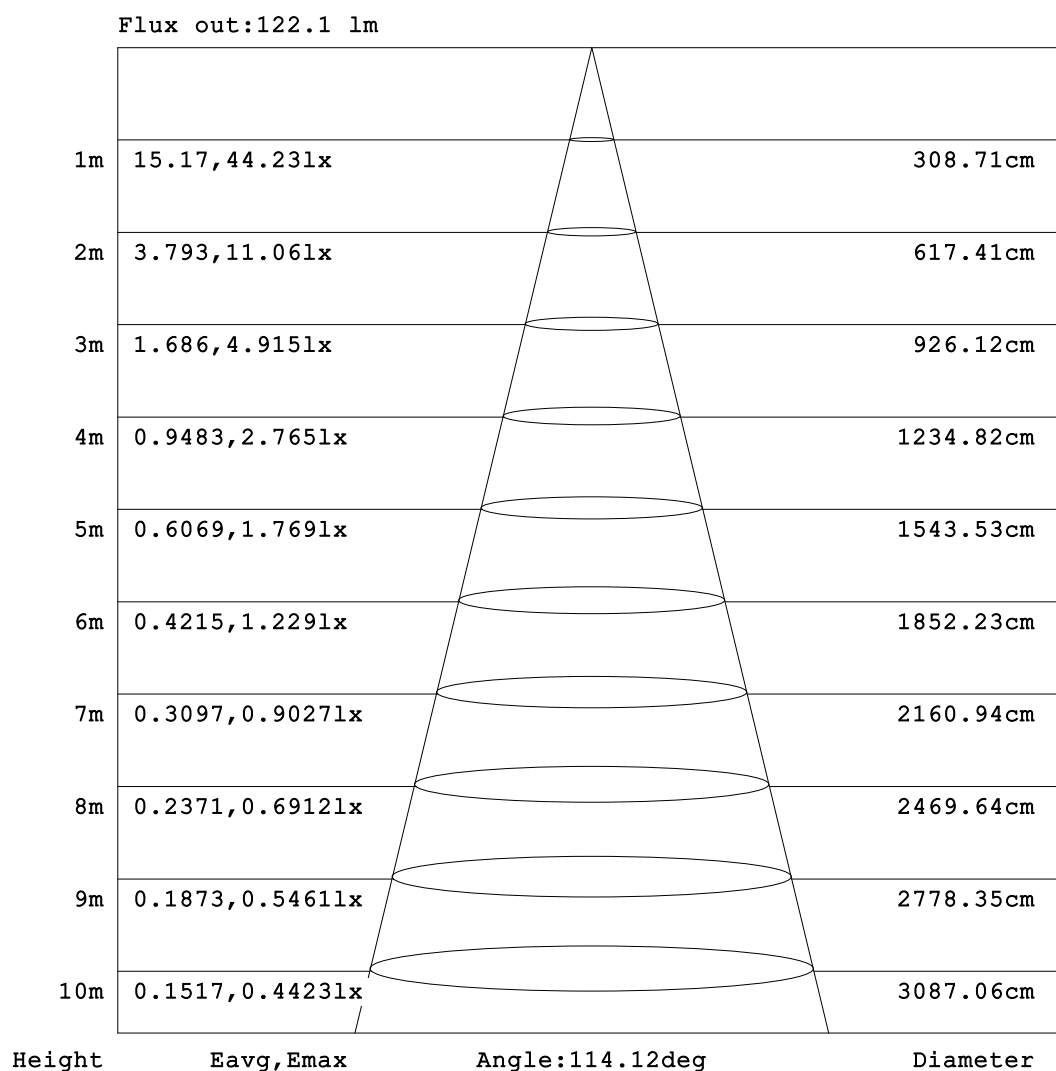 Flux out:122.1 lm
1m 15.17,44.23lx 308.71cm
2m 3.793,11.06lx 617.41cm
3m 1.686,4.915lx 926.12cm
4m 0.9483,2.765lx 1234.82cm
5m 0.6069,1.769lx 1543.53cm
6m 0.4215,1.229lx 1852.23cm
7m 0.3097,0.9027lx 2160.94cm
8m 0.2371,0.6912lx 2469.64cm
9m 0.1873,0.5461lx 2778.35cm
10m 0.1517,0.4423lx 3087.06cm
Height Eavg,Emax Angle:114.12deg Diameter